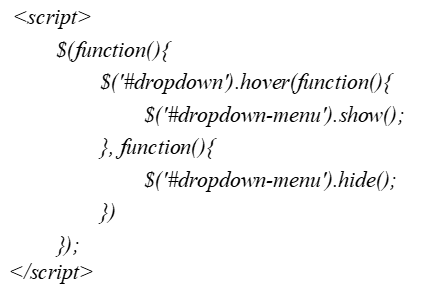 <script>
$(function(){
$('#dropdown').hover(function(){
$('#dropdown-menu').show();
}, function(){
$('#dropdown-menu').hide();
})
});
</script>